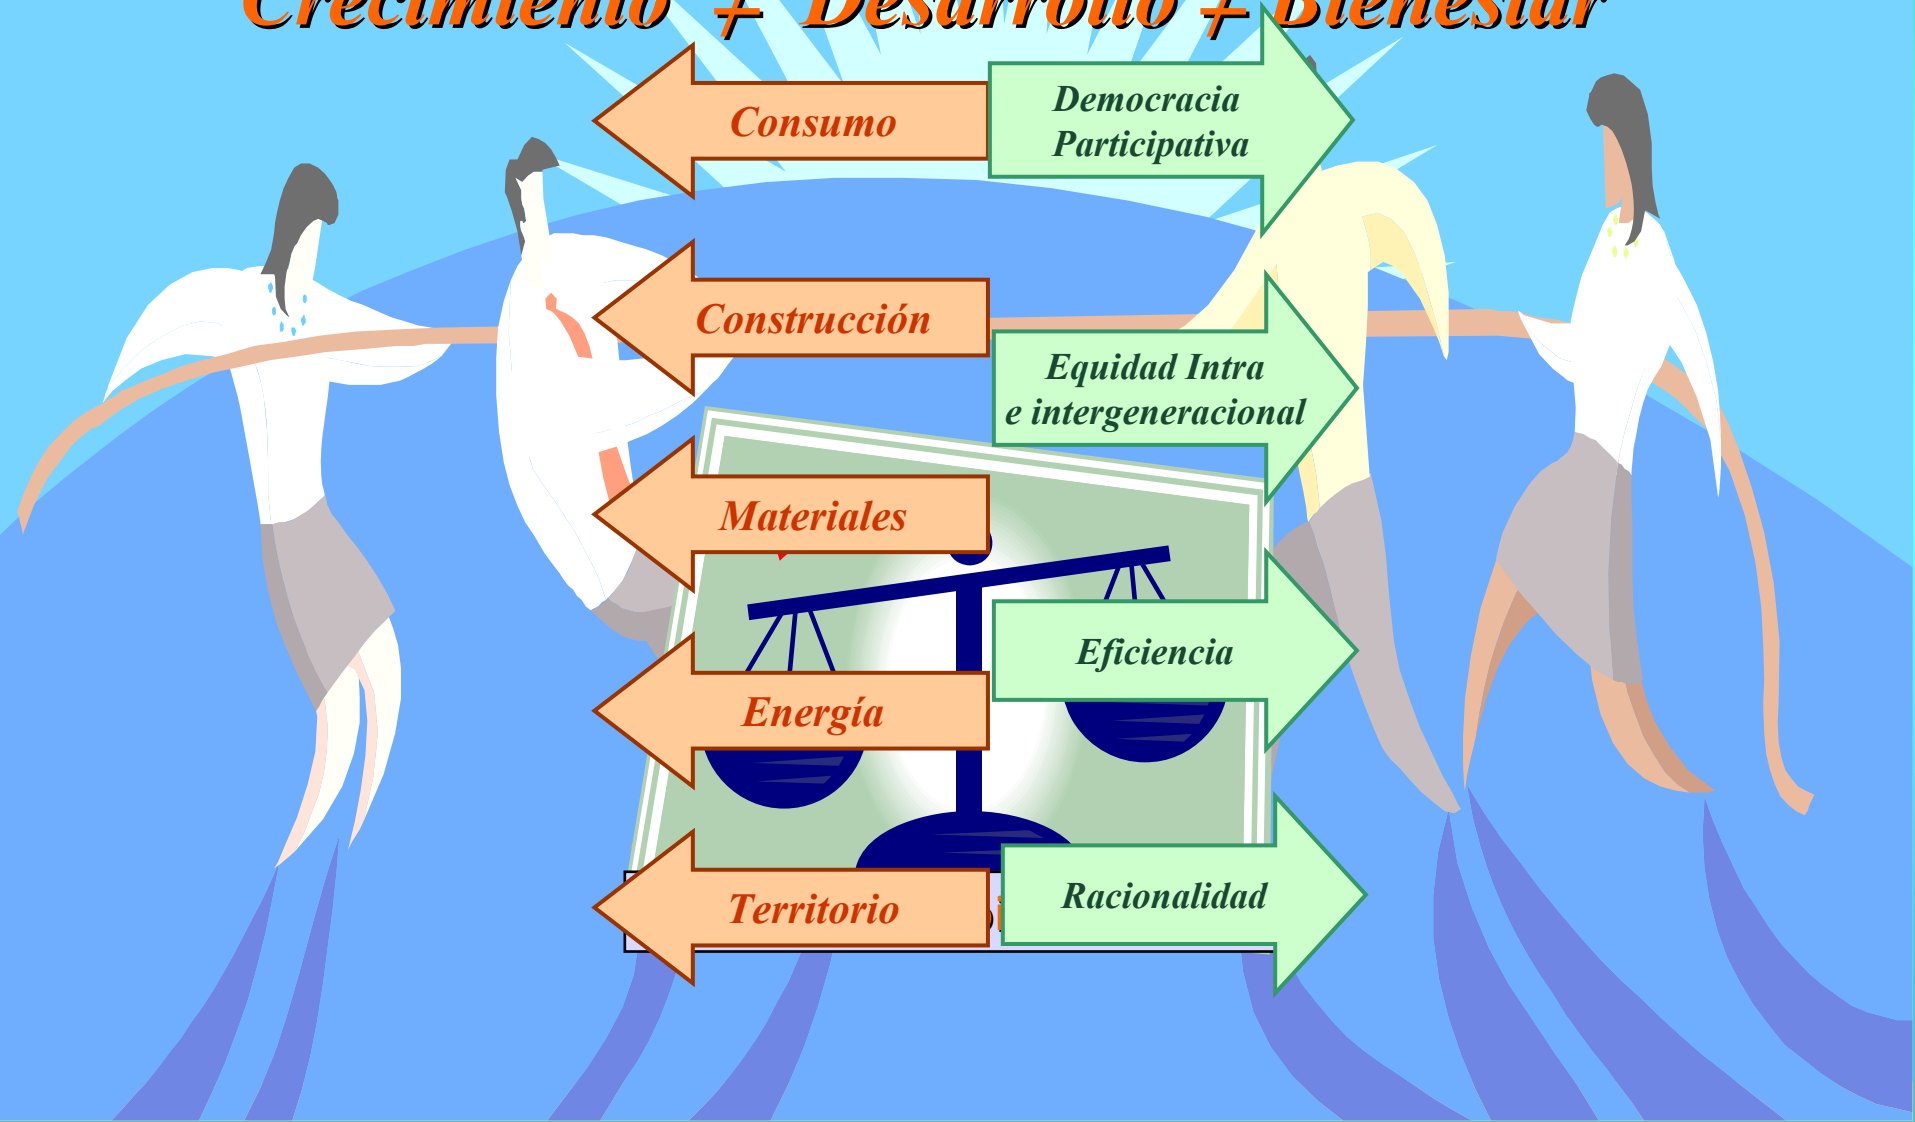 Crecimiento ≠ Desarrollo ≠ Bienestar
Consumo
Democracia
Participativa
Construcción
Equidad Intra
e intergeneracional
Materiales
Eficiencia
Energía
Racionalidad
Territorio